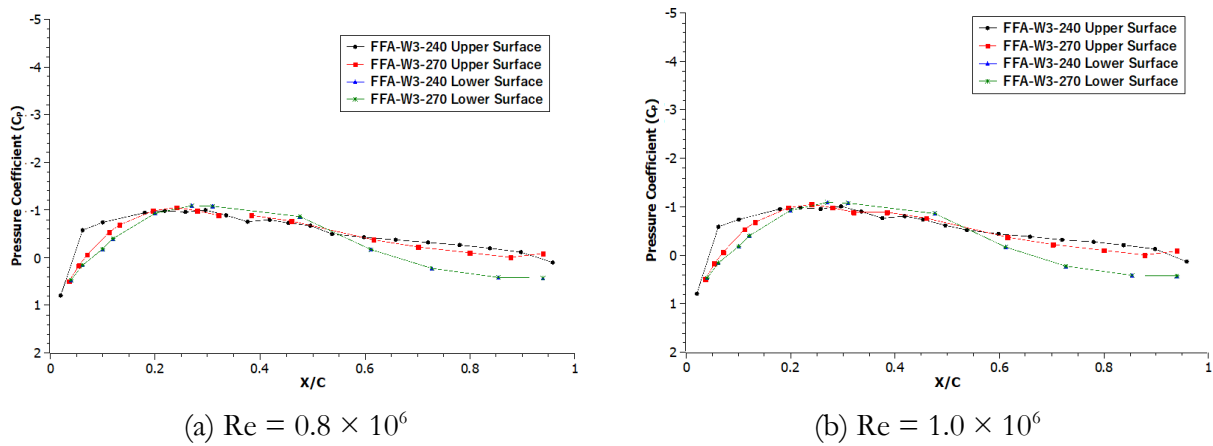 -5
-4
-3
-2
-1
0
1
2
Pressure Coefficient (Cₚ)
FFA-W3-240 Upper Surface
FFA-W3-270 Upper Surface
FFA-W3-240 Lower Surface
FFA-W3-270 Lower Surface
0
0.2
0.4
0.6
0.8
1
X/C
(a) Re = 0.8 × 10⁶
-5
-4
-3
-2
-1
0
1
2
Pressure Coefficient (Cₚ)
FFA-W3-240 Upper Surface
FFA-W3-270 Upper Surface
FFA-W3-240 Lower Surface
FFA-W3-270 Lower Surface
0
0.2
0.4
0.6
0.8
1
X/C
(b) Re = 1.0 × 10⁶